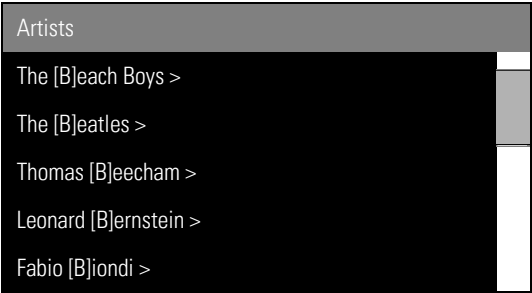 Artists
The [B]each Boys >
The [B]eatles >
Thomas [B]eecham >
Leonard [B]ernstein >
Fabio [B]iondi >